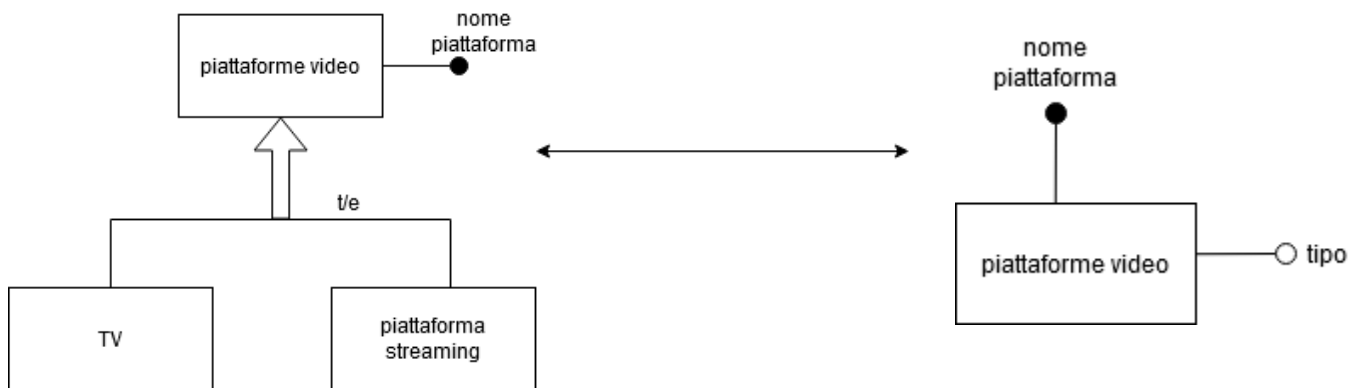 nome
piattaforma
piattaforme video
t/e
TV
piattaforma
streaming
nome
piattaforma
piattaforme video
tipo